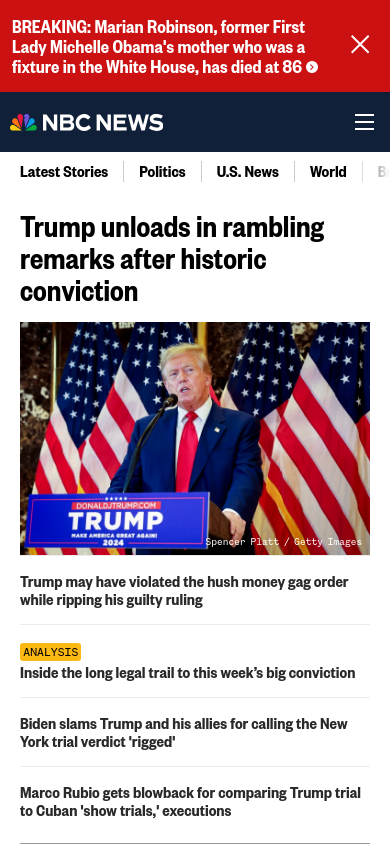 BREAKING: Marian Robinson, former First
Lady Michelle Obama's mother who was a
fixture in the White House, has died at 86
NBC NEWS
Latest Stories
Politics
U.S. News
World
Trump unloads in rambling
remarks after historic
conviction
DONALDJTRUMP.COM
TRUMP
MAKE AMERICA GREAT AGAIN!
2024
Spencer Platt / Getty Images
Trump may have violated the hush money gag order
while ripping his guilty ruling
ANALYSIS
Inside the long legal trail to this week’s big conviction
Biden slams Trump and his allies for calling the New
York trial verdict 'rigged'
Marco Rubio gets blowback for comparing Trump trial
to Cuban 'show trials,' executions